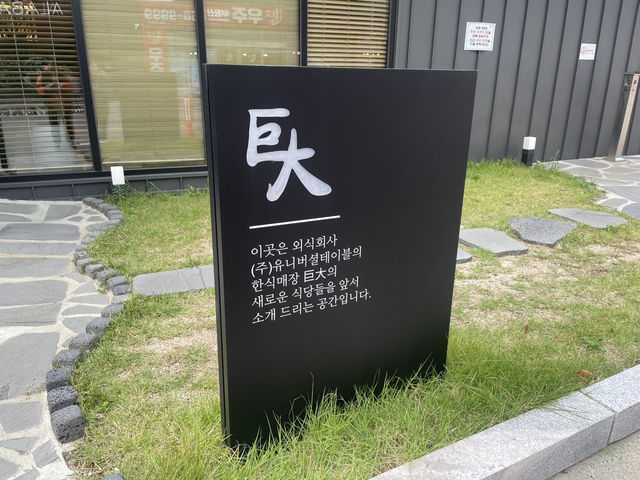 巨大
이곳은 외식회사
(주)유니버셜테이블의
한식매장 巨大의
새로운 식당들을 앞서
소개 드리는 공간입니다.